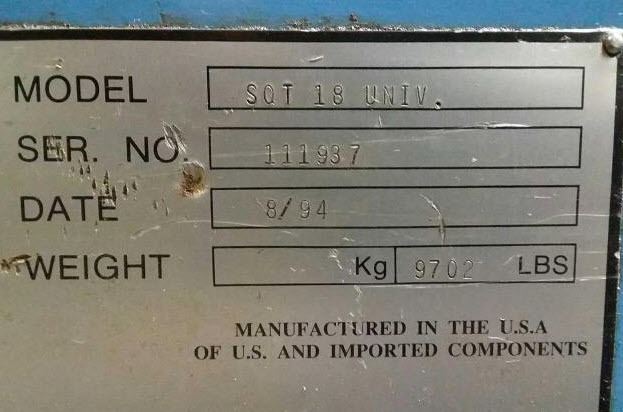 MODEL SQT 18 UNIV.
SER. NO. 111937
DATE 8/94
WEIGHT Kg 9702 LBS
MANUFACTURED IN THE U.S.A
OF U.S. AND IMPORTED COMPONENTS